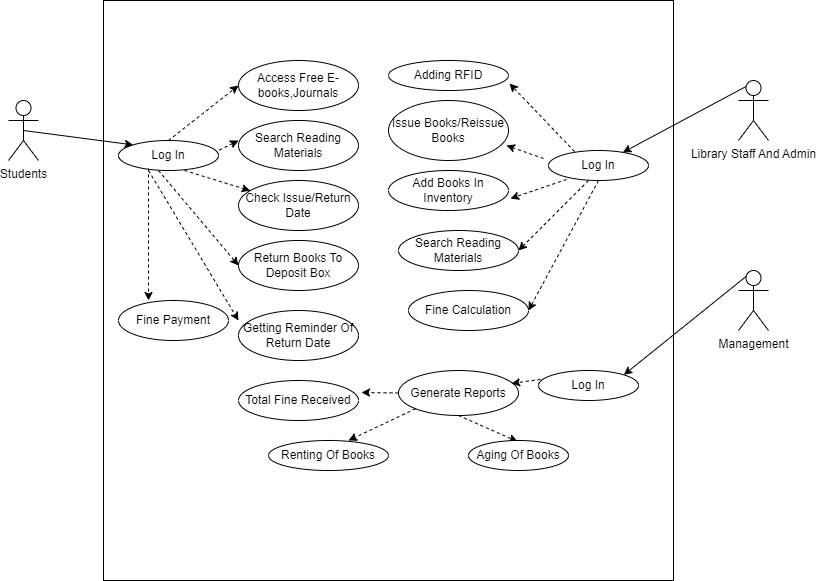 Access Free E-
books,Journals
Adding RFID
Issue Books/Reissue
Books
Search Reading
Materials
Log In
Library Staff And Admin
Log In
Students
Add Books In
Inventory
Check Issue/Return
Date
Search Reading
Materials
Return Books To
Deposit Box
Fine Calculation
Fine Payment
Getting Reminder Of
Return Date
Management
Log In
Generate Reports
Total Fine Received
Renting Of Books
Aging Of Books